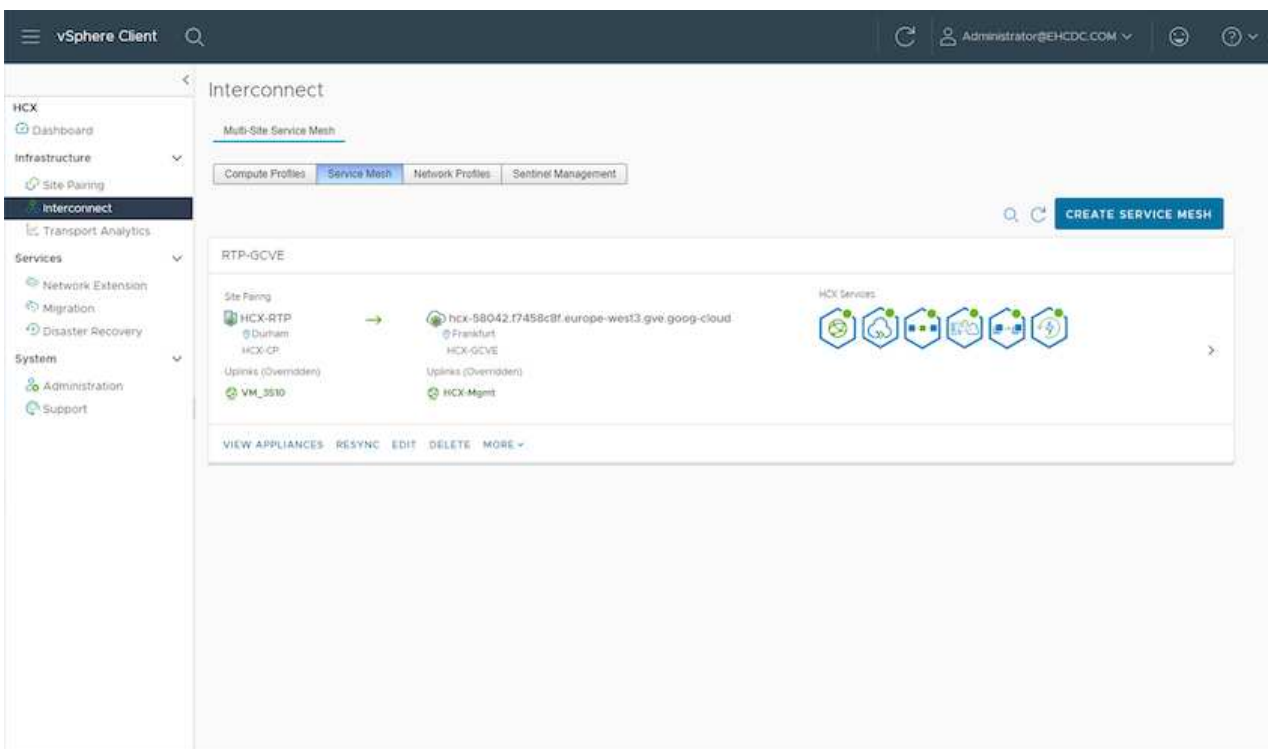 vSphere Client
Administrator@EHCDC.COM
Interconnect
HCX
Dashboard
Multi-Site Service Mesh
Infrastructure
Compute Profiles Service Mesh Network Profiles Sentinel Management
Site Pairing
Interconnect
CREATE SERVICE MESH
Transport Analytics
Services
RTP-GCVE
Network Extension
Migration
Disaster Recovery
System
Administration
Support
Site Pairing
HCX Services
HCX-RTP
hcx-58042.f7458c8f.europe-west3.gve.goog-cloud
Durham
Frankfurt
HCX-CP
HCX-GCVE
Uplinks (Overridden)
Uplinks (Overridden)
VM_3510
HCX-Mgmt
VIEW APPLIANCES RESYNC EDIT DELETE MORE